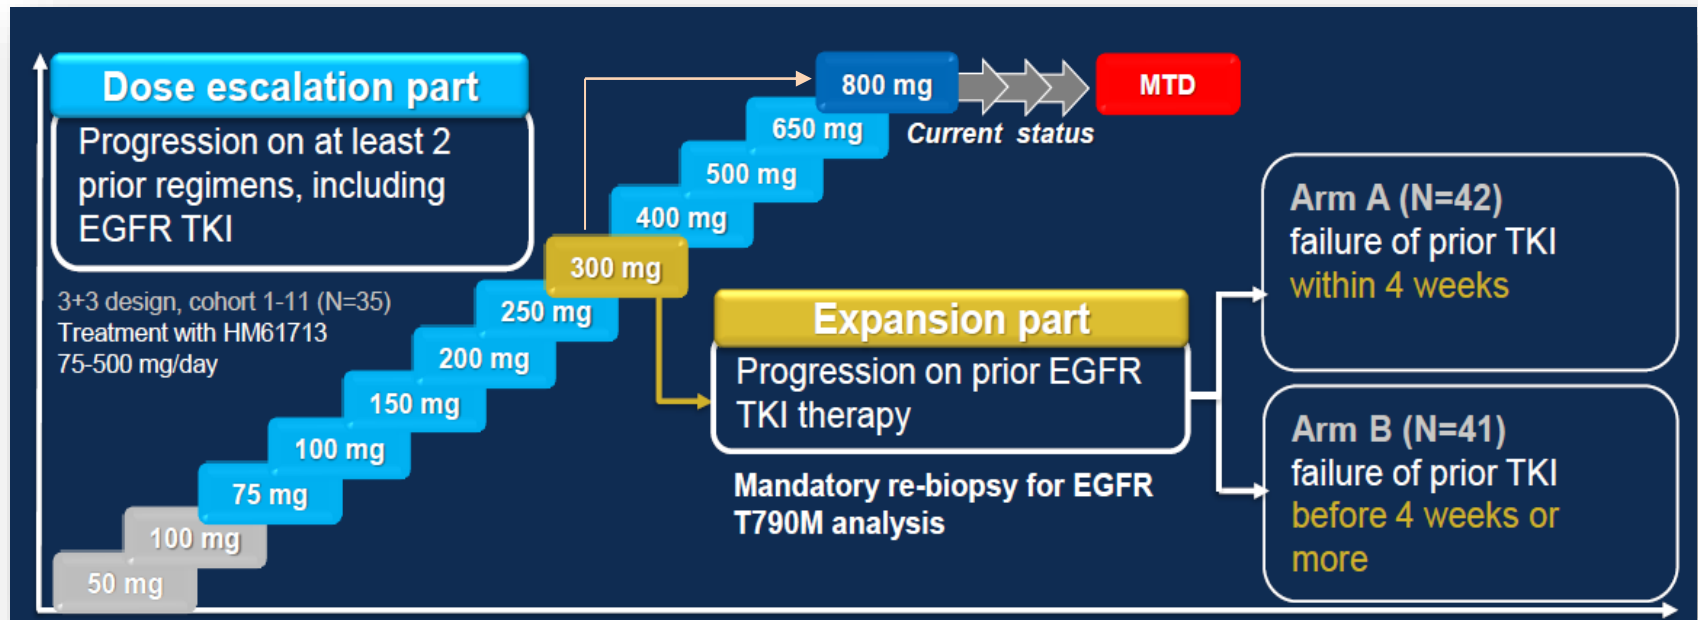 Dose escalation part
Progression on at least 2
prior regimens, including
EGFR TKI
3+3 design, cohort 1-11 (N=35)
Treatment with HM61713
75-500 mg/day
50 mg
100 mg
75 mg
100 mg
150 mg
200 mg
250 mg
300 mg
400 mg
500 mg
650 mg
800 mg
Current status
MTD
Expansion part
Progression on prior EGFR
TKI therapy
Mandatory re-biopsy for EGFR
T790M analysis
Arm A (N=42)
failure of prior TKI
within 4 weeks
Arm B (N=41)
failure of prior TKI
before 4 weeks or
more